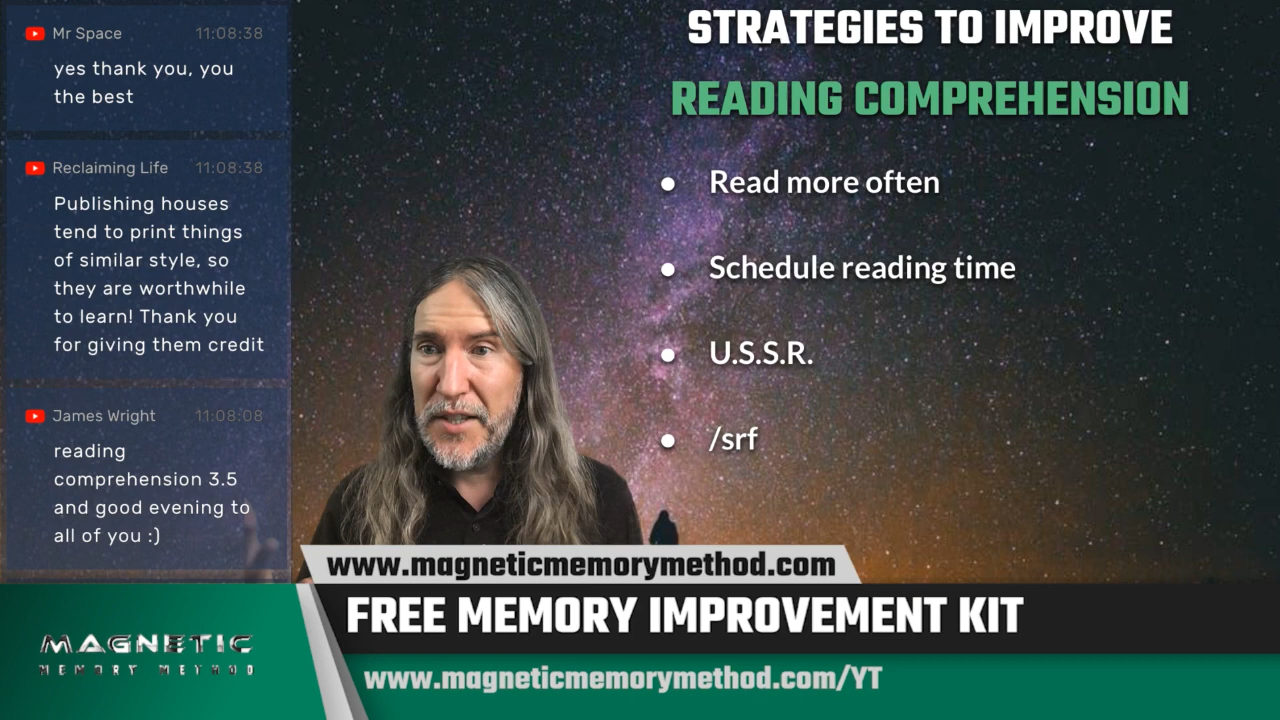 Mr Space 11:08:38
yes thank you, you
the best
Reclaiming Life 11:08:38
Publishing houses
tend to print things
of similar style, so
they are worthwhile
to learn! Thank you
for giving them credit
James Wright 11:08:08
reading
comprehension 3.5
and good evening to
all of you :)
STRATEGIES TO IMPROVE
READING COMPREHENSION
• Read more often
• Schedule reading time
• U.S.S.R.
• /srf
www.magneticmemorymethod.com
FREE MEMORY IMPROVEMENT KIT
www.magneticmemorymethod.com/YT
MAGNETIC
MEMORY METHOD